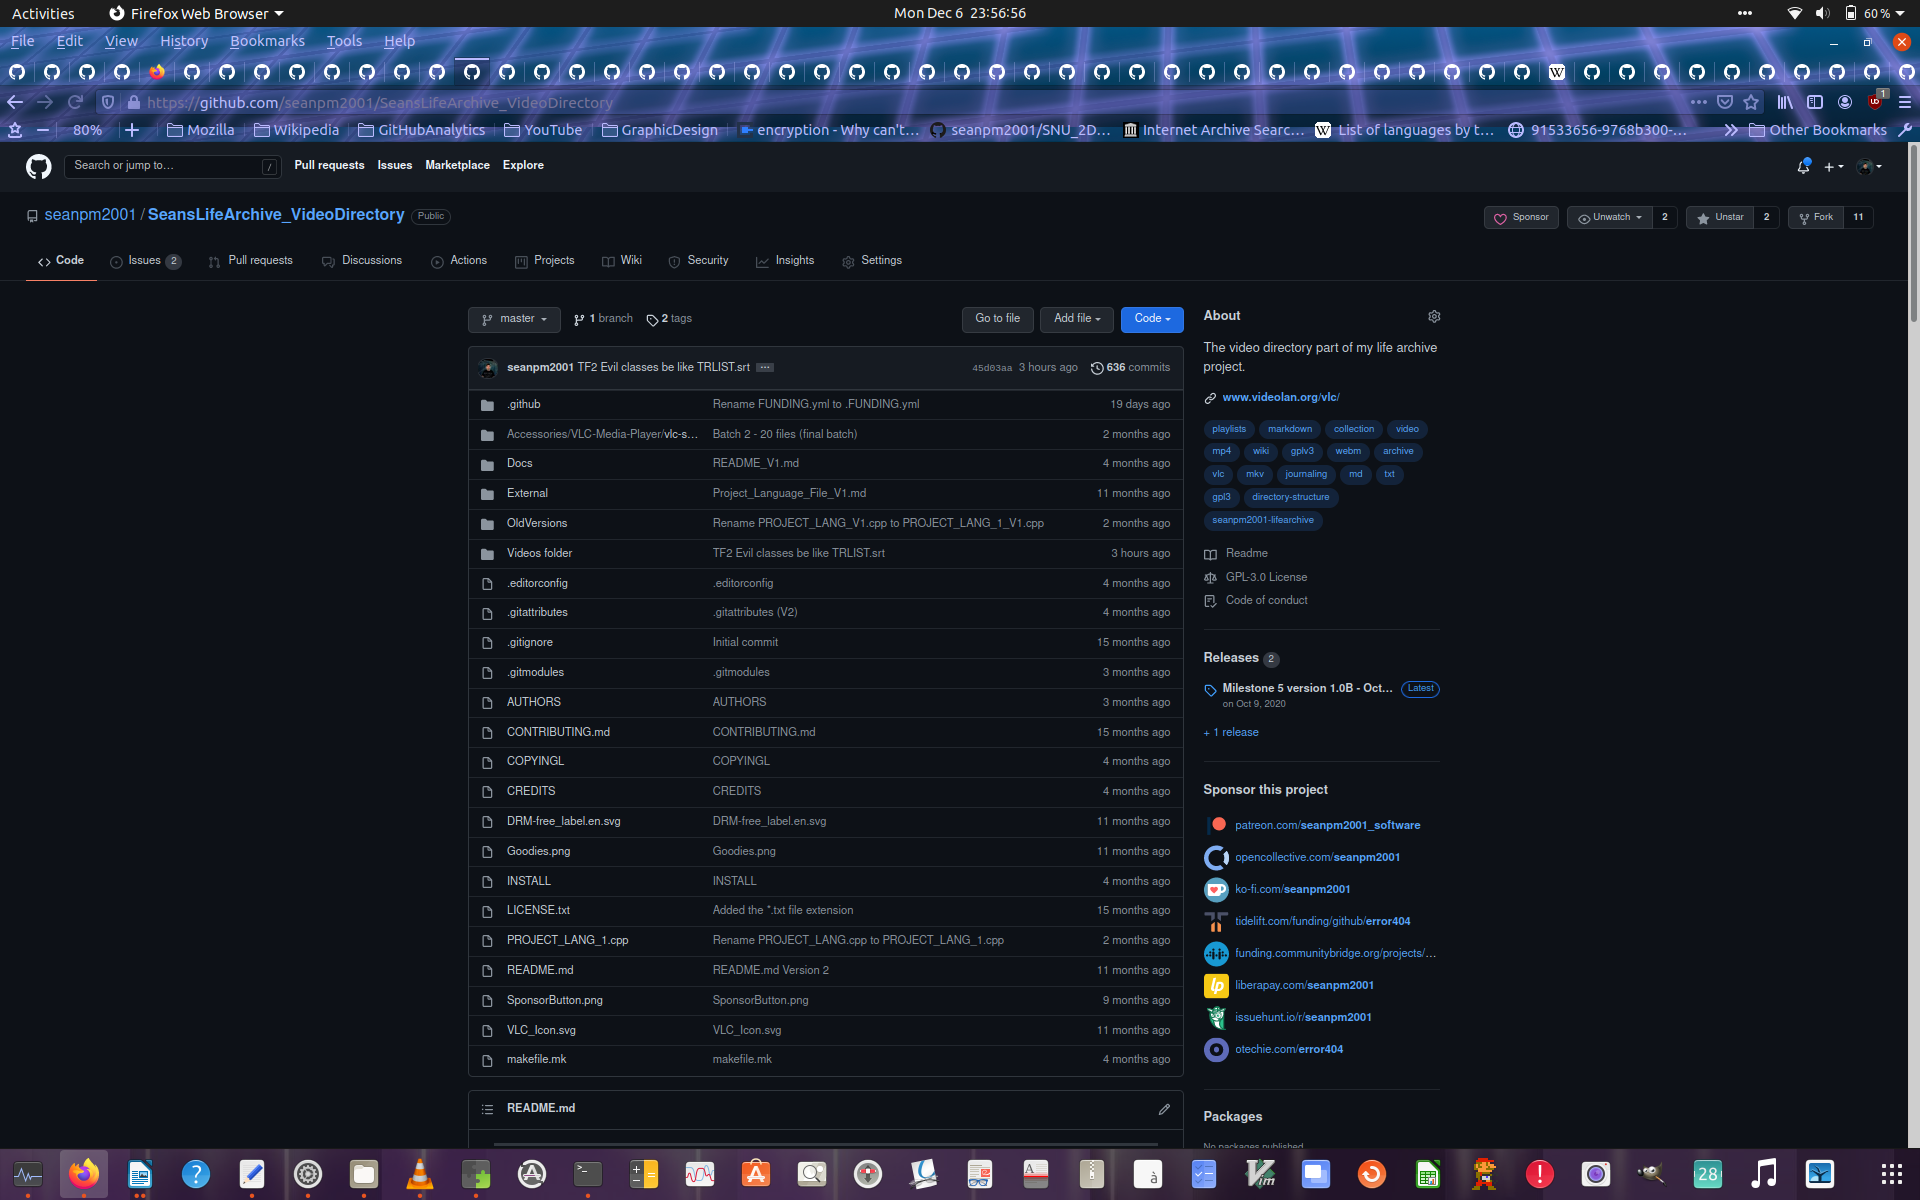 Activities Firefox Web Browser Mon Dec 6 23:56:56 60 %
File Edit View History Bookmarks Tools Help
https://github.com/seanpm2001/SeansLifeArchive_VideoDirectory 1
80% Mozilla Wikipedia GitHubAnalytics YouTube GraphicDesign encryption - Why can't… seanpm2001/SNU_2D… Internet Archive Searc… List of languages by t… 91533656-9768b300-… Other Bookmarks
Search or jump to… / Pull requests Issues Marketplace Explore
seanpm2001 / SeansLifeArchive_VideoDirectory Public Sponsor Unwatch 2 Unstar 2 Fork 11
Code Issues 2 Pull requests Discussions Actions Projects Wiki Security Insights Settings
master 1 branch 2 tags Go to file Add file Code
seanpm2001 TF2 Evil classes be like TRLIST.srt ... 45d03aa 3 hours ago 636 commits
.github Rename FUNDING.yml to .FUNDING.yml 19 days ago
Accessories/VLC-Media-Player/vlc-s… Batch 2 - 20 files (final batch) 2 months ago
Docs README_V1.md 4 months ago
External Project_Language_File_V1.md 11 months ago
OldVersions Rename PROJECT_LANG_V1.cpp to PROJECT_LANG_1_V1.cpp 2 months ago
Videos folder TF2 Evil classes be like TRLIST.srt 3 hours ago
.editorconfig .editorconfig 4 months ago
.gitattributes .gitattributes (V2) 4 months ago
.gitignore Initial commit 15 months ago
.gitmodules .gitmodules 3 months ago
AUTHORS AUTHORS 3 months ago
CONTRIBUTING.md CONTRIBUTING.md 15 months ago
COPYINGL COPYINGL 4 months ago
CREDITS CREDITS 4 months ago
DRM-free_label.en.svg DRM-free_label.en.svg 11 months ago
Goodies.png Goodies.png 11 months ago
INSTALL INSTALL 4 months ago
LICENSE.txt Added the *.txt file extension 15 months ago
PROJECT_LANG_1.cpp Rename PROJECT_LANG.cpp to PROJECT_LANG_1.cpp 2 months ago
README.md README.md Version 2 11 months ago
SponsorButton.png SponsorButton.png 9 months ago
VLC_Icon.svg VLC_Icon.svg 11 months ago
makefile.mk makefile.mk 4 months ago
README.md
About
The video directory part of my life archive
project.
www.videolan.org/vlc/
playlists markdown collection video
mp4 wiki gplv3 webm archive
vlc mkv journaling md txt
gpl3 directory-structure
seanpm2001-lifearchive
Readme
GPL-3.0 License
Code of conduct
Releases 2
Milestone 5 version 1.0B - Oct… Latest
on Oct 9, 2020
+ 1 release
Sponsor this project
patreon.com/seanpm2001_software
opencollective.com/seanpm2001
ko-fi.com/seanpm2001
tidelift.com/funding/github/error404
funding.communitybridge.org/projects/…
liberapay.com/seanpm2001
issuehunt.io/r/seanpm2001
otechie.com/error404
Packages
No packages published
28